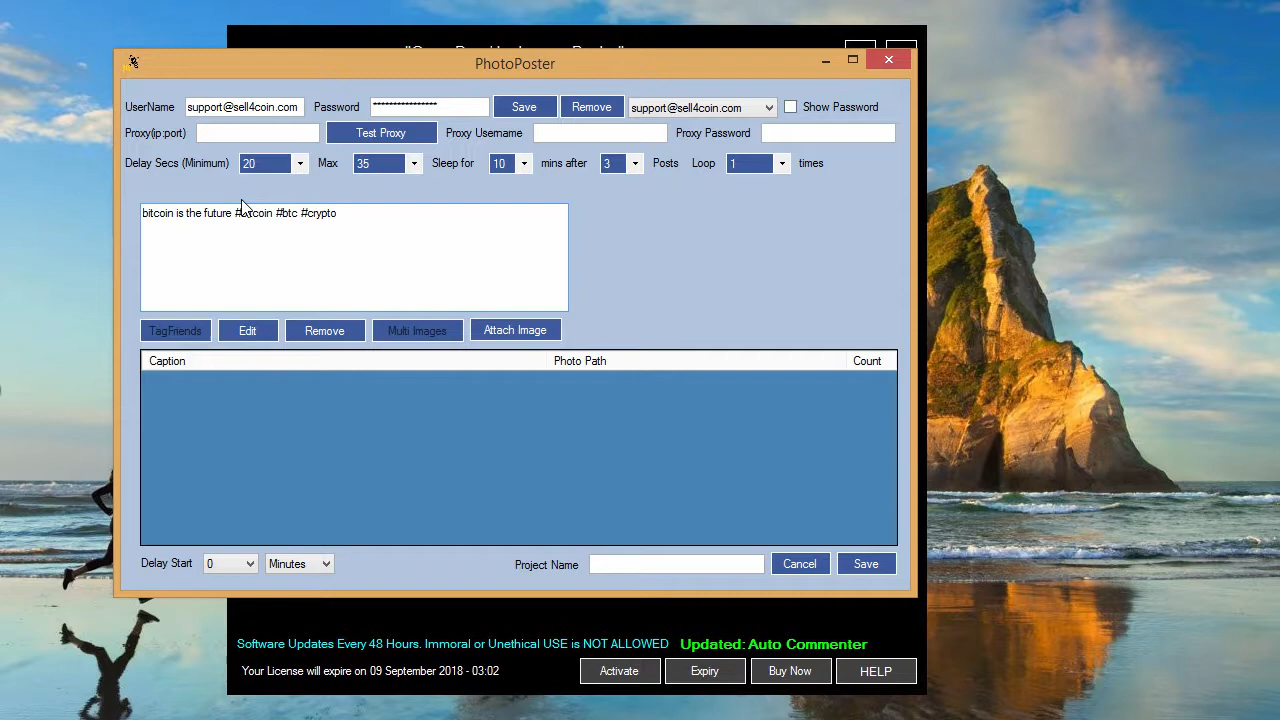 PhotoPoster
UserName support@sell4coin.com Password **************** Save Remove support@sell4coin.com Show Password
Proxy(ip:port) Test Proxy Proxy Username Proxy Password
Delay Secs (Minimum) 20 Max 35 Sleep for 10 mins after 3 Posts Loop 1 times
bitcoin is the future #bitcoin #btc #crypto
TagFriends Edit Remove Multi Images Attach Image
Caption Photo Path Count
Delay Start 0 Minutes Project Name Cancel Save
Software Updates Every 48 Hours. Immoral or Unethical USE is NOT ALLOWED Updated: Auto Commenter
Your License will expire on 09 September 2018 - 03:02 Activate Expiry Buy Now HELP